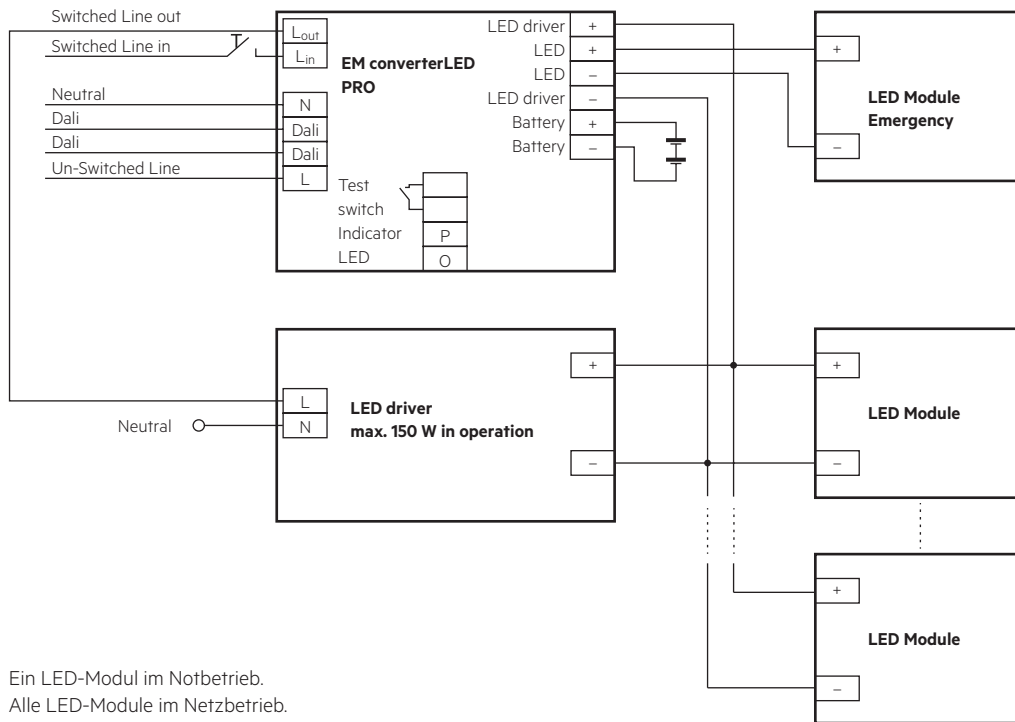 Switched Line out
Switched Line in
Neutral
Dali
Dali
Un-Switched Line
Lout
Lin
N
Dali
Dali
L
EM converterLED
PRO
Test
switch
Indicator
LED
P
O
LED driver +
LED +
LED –
LED driver –
Battery +
Battery –
+
–
LED Module
Emergency
Neutral
L
N
LED driver
max. 150 W in operation
+
–
+
–
LED Module
+
–
LED Module
Ein LED-Modul im Notbetrieb.
Alle LED-Module im Netzbetrieb.